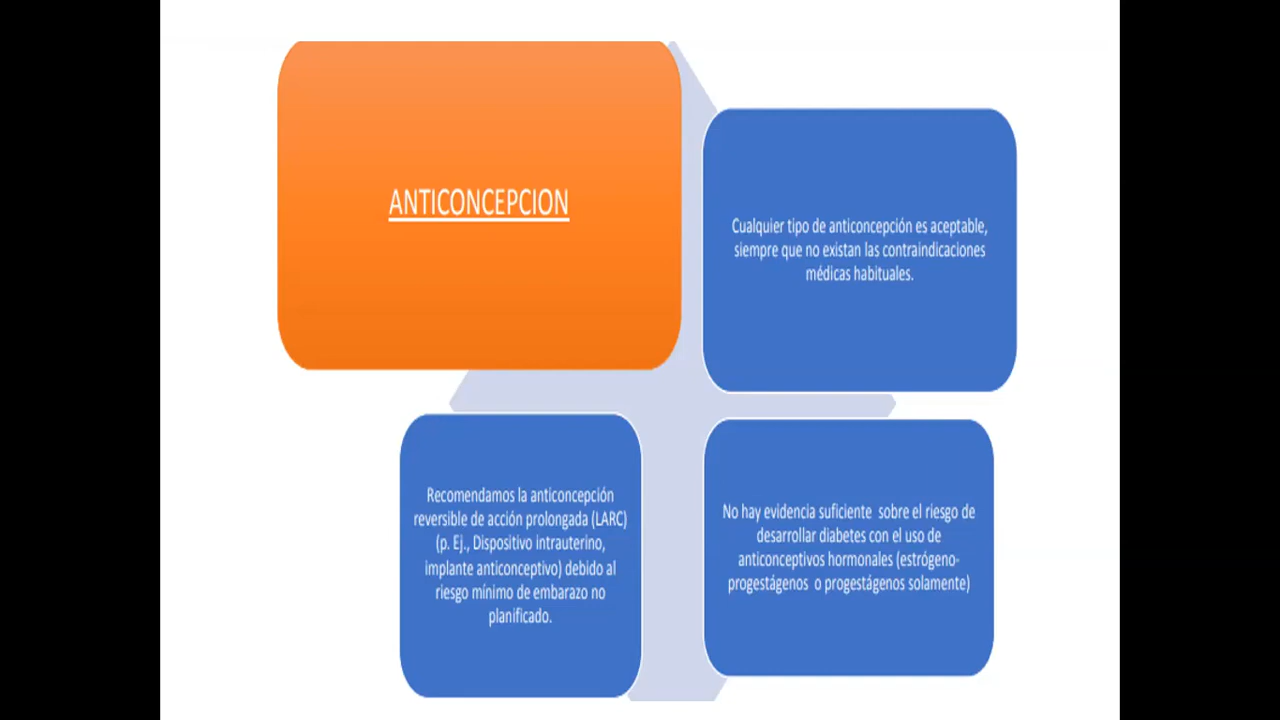 ANTICONCEPCION
Cualquier tipo de anticoncepción es aceptable,
siempre que no existan las contraindicaciones
médicas habituales.
Recomendamos la anticoncepción
reversible de acción prolongada (LARC)
(p. Ej., Dispositivo intrauterino,
implante anticonceptivo) debido al
riesgo mínimo de embarazo no
planificado.
No hay evidencia suficiente  sobre el riesgo de
desarrollar diabetes con el uso de
anticonceptivos hormonales (estrógeno-
progestágenos  o progestágenos solamente)